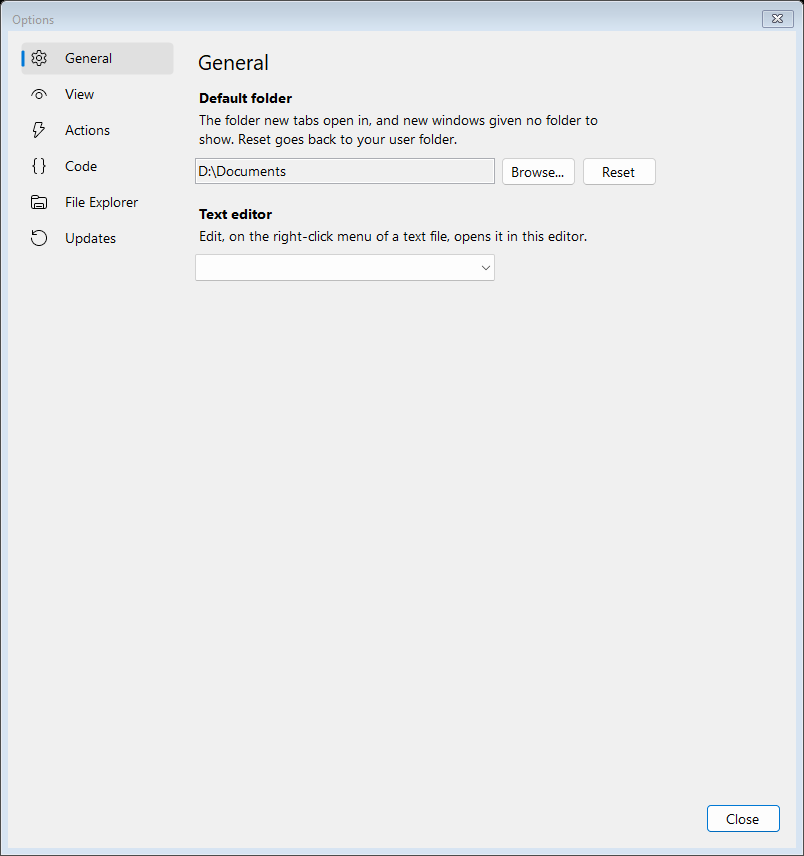 Options
General
View
Actions
Code
File Explorer
Updates
General
Default folder
The folder new tabs open in, and new windows given no folder to
show. Reset goes back to your user folder.
D:\Documents
Browse...
Reset
Text editor
Edit, on the right-click menu of a text file, opens it in this editor.
Close